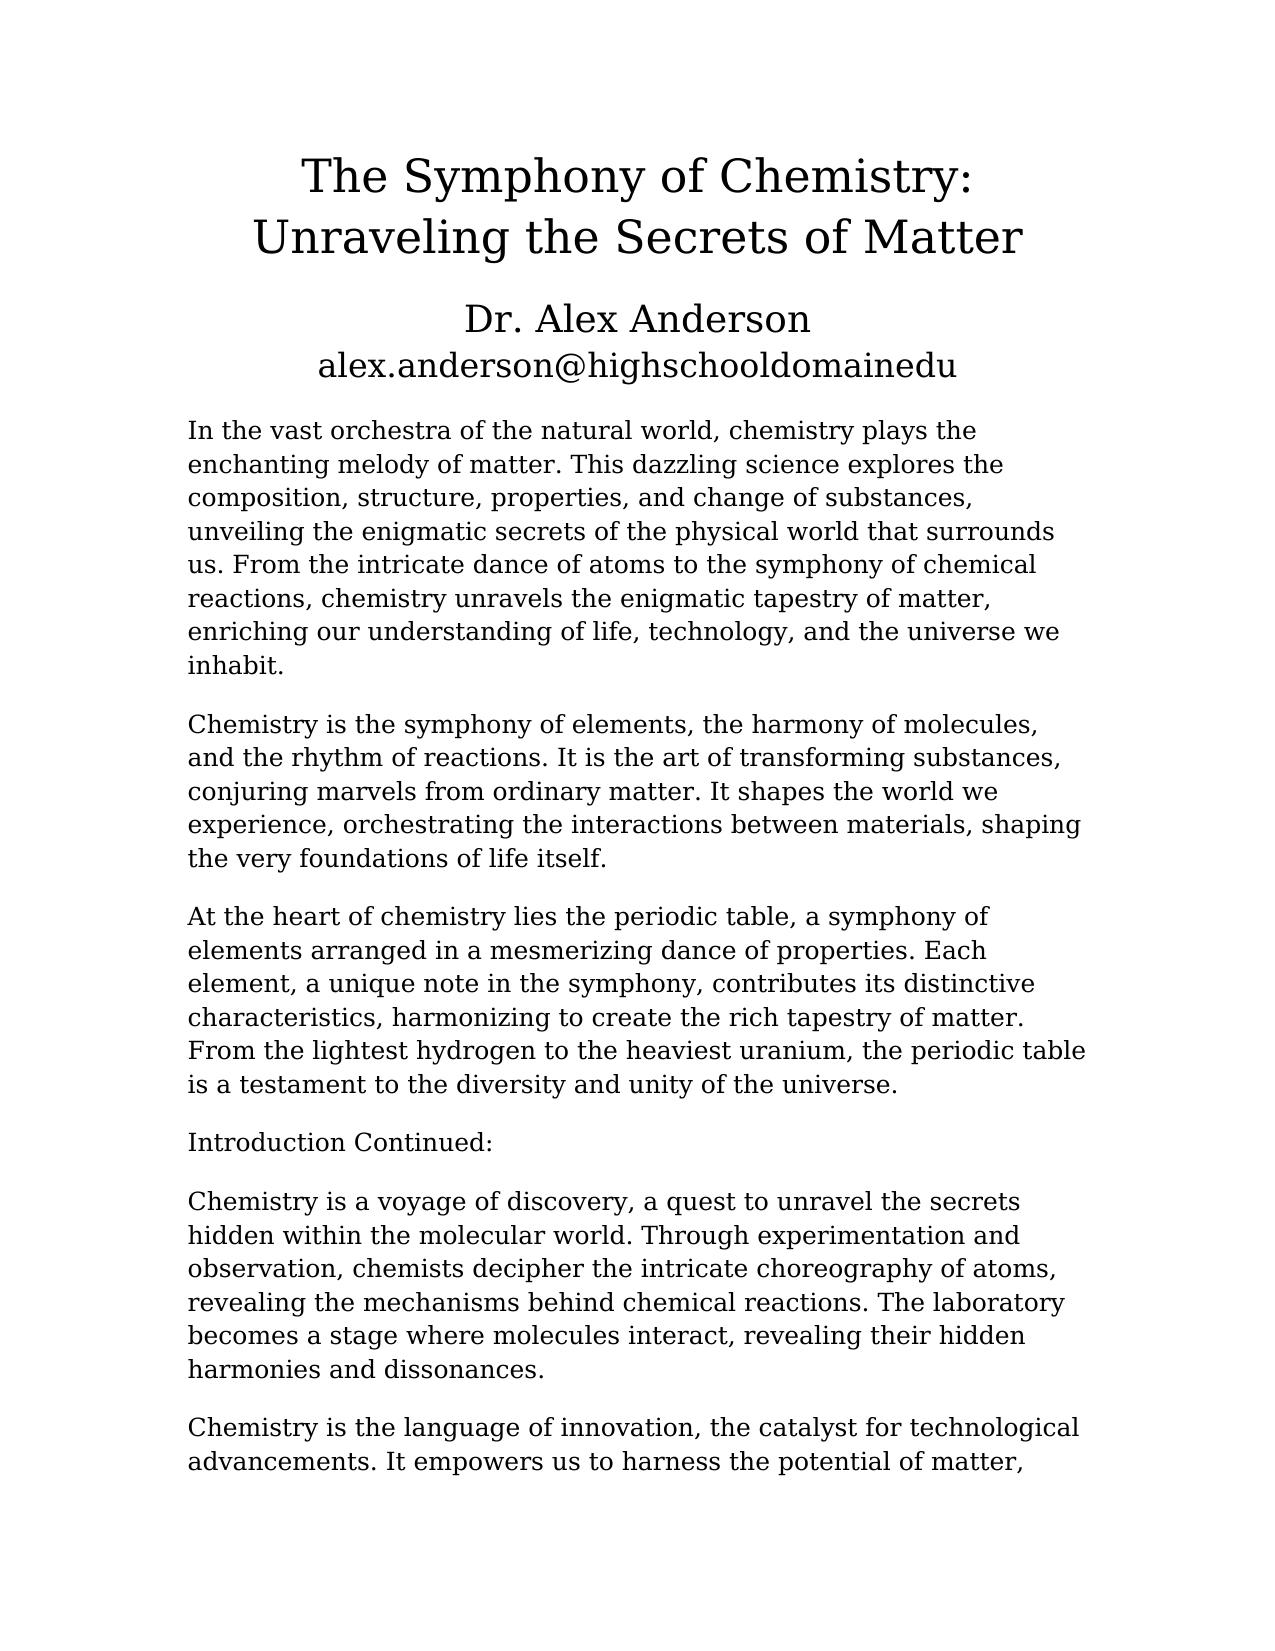 The Symphony of Chemistry:
Unraveling the Secrets of Matter
Dr. Alex Anderson
alex.anderson@highschooldomainedu
In the vast orchestra of the natural world, chemistry plays the
enchanting melody of matter. This dazzling science explores the
composition, structure, properties, and change of substances,
unveiling the enigmatic secrets of the physical world that surrounds
us. From the intricate dance of atoms to the symphony of chemical
reactions, chemistry unravels the enigmatic tapestry of matter,
enriching our understanding of life, technology, and the universe we
inhabit.
Chemistry is the symphony of elements, the harmony of molecules,
and the rhythm of reactions. It is the art of transforming substances,
conjuring marvels from ordinary matter. It shapes the world we
experience, orchestrating the interactions between materials, shaping
the very foundations of life itself.
At the heart of chemistry lies the periodic table, a symphony of
elements arranged in a mesmerizing dance of properties. Each
element, a unique note in the symphony, contributes its distinctive
characteristics, harmonizing to create the rich tapestry of matter.
From the lightest hydrogen to the heaviest uranium, the periodic table
is a testament to the diversity and unity of the universe.
Introduction Continued:
Chemistry is a voyage of discovery, a quest to unravel the secrets
hidden within the molecular world. Through experimentation and
observation, chemists decipher the intricate choreography of atoms,
revealing the mechanisms behind chemical reactions. The laboratory
becomes a stage where molecules interact, revealing their hidden
harmonies and dissonances.
Chemistry is the language of innovation, the catalyst for technological
advancements. It empowers us to harness the potential of matter,